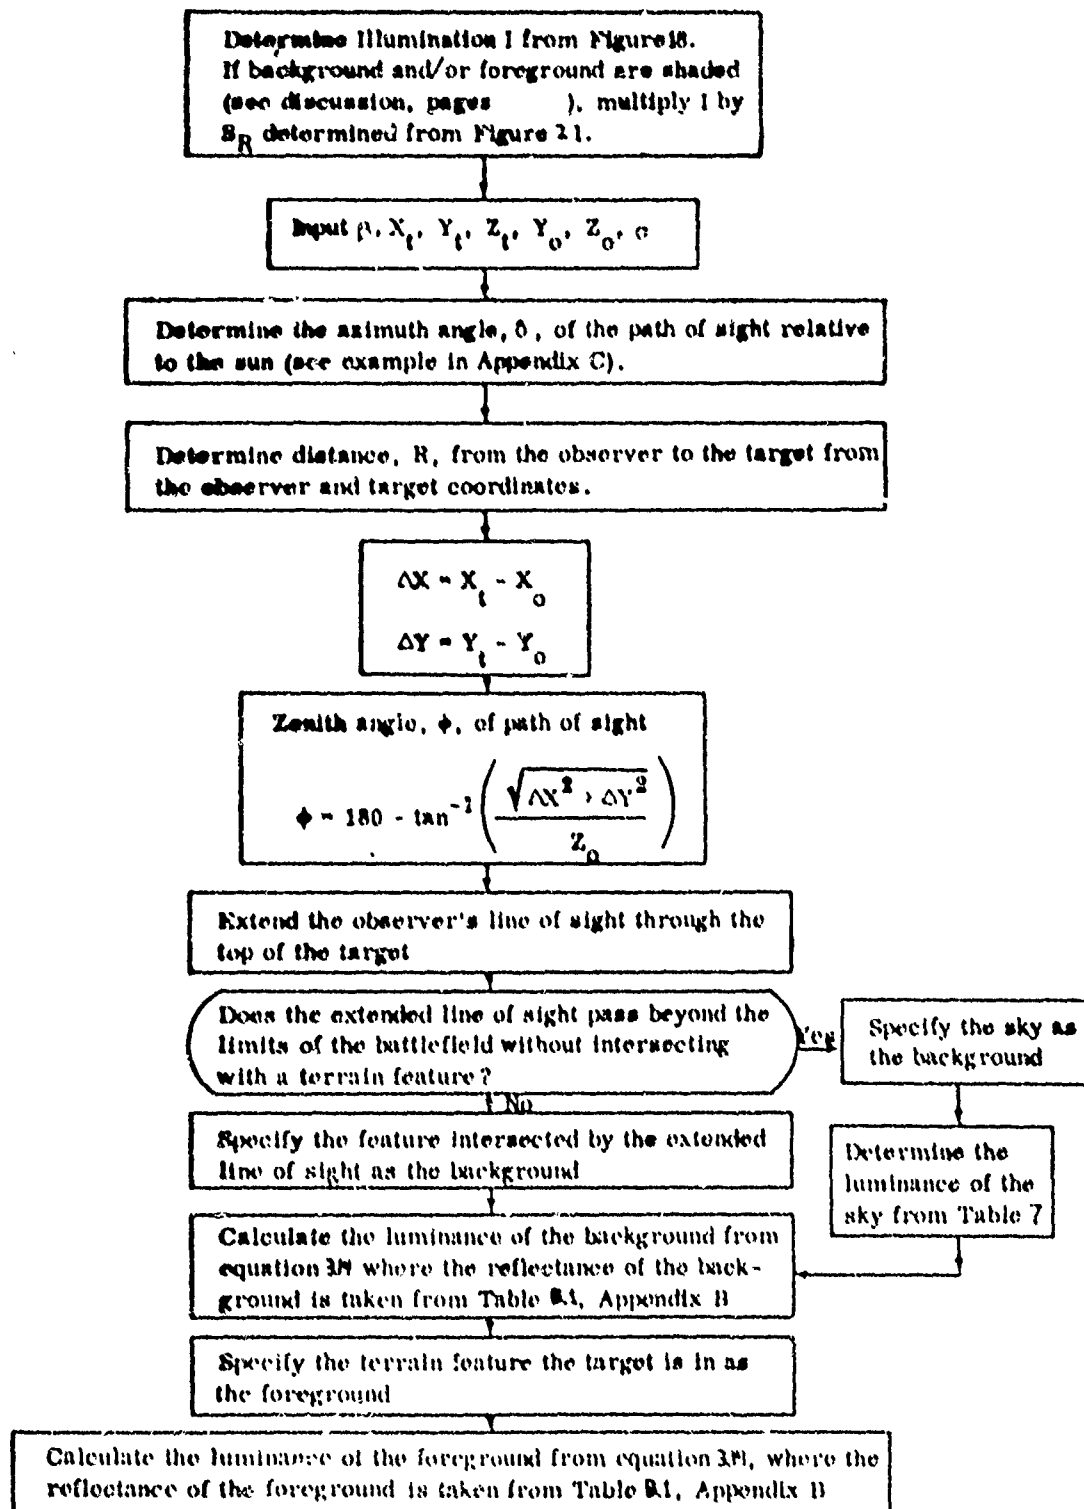 Determine Illumination I from Figure 18.
If background and/or foreground are shaded
(see discussion, pages ), multiply I by
S_R determined from Figure 21.
Input β, X_t, Y_t, Z_t, Y_o, Z_o,
Determine the azimuth angle, δ, of the path of sight relative
to the sun (see example in Appendix C).
Determine distance, R, from the observer to the target from
the observer and target coordinates.
ΔX = X_t - X_o
ΔY = Y_t - Y_o
Zenith angle, ϕ, of path of sight
ϕ = 180 - tan^-1 ( √(ΔX^2 + ΔY^2) / Z_o )
Extend the observer's line of sight through the
top of the target
Does the extended line of sight pass beyond the
limits of the battlefield without intersecting
with a terrain feature?
Yes
Specify the sky as
the background
No
Specify the feature intersected by the extended
line of sight as the background
Determine the
luminance of the
sky from Table 7
Calculate the luminance of the background from
equation where the reflectance of the back-
ground is taken from Table B.1, Appendix B
Specify the terrain feature the target is in as
the foreground
Calculate the luminance of the foreground from equation where the
reflectance of the foreground is taken from Table B.1, Appendix B